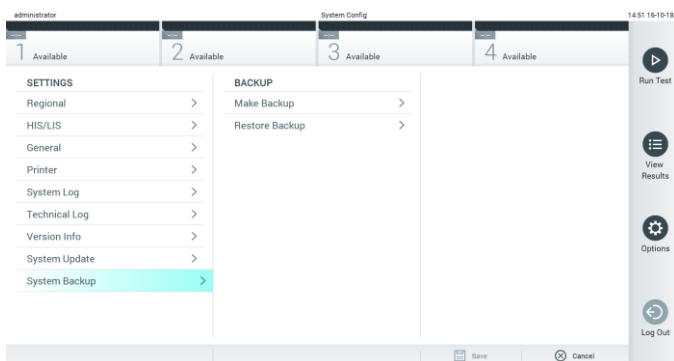 administrator System Config 14:51 16-10-18
1 Available 2 Available 3 Available 4 Available
Run Test
SETTINGS BACKUP
Regional Make Backup
HIS/LIS Restore Backup
General
Printer
System Log
Technical Log
Version Info
System Update
System Backup
View
Results
Options
Log Out
Save Cancel